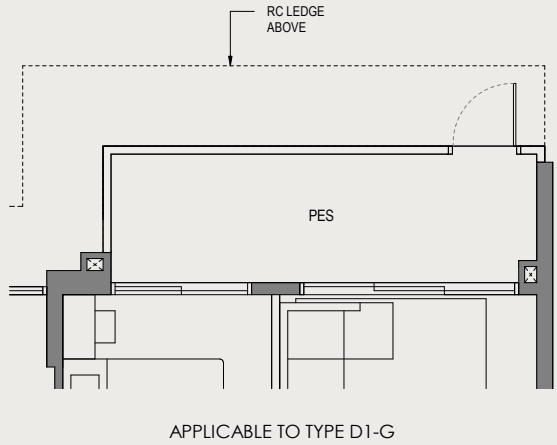 RC LEDGE
ABOVE
PES
APPLICABLE TO TYPE D1-G